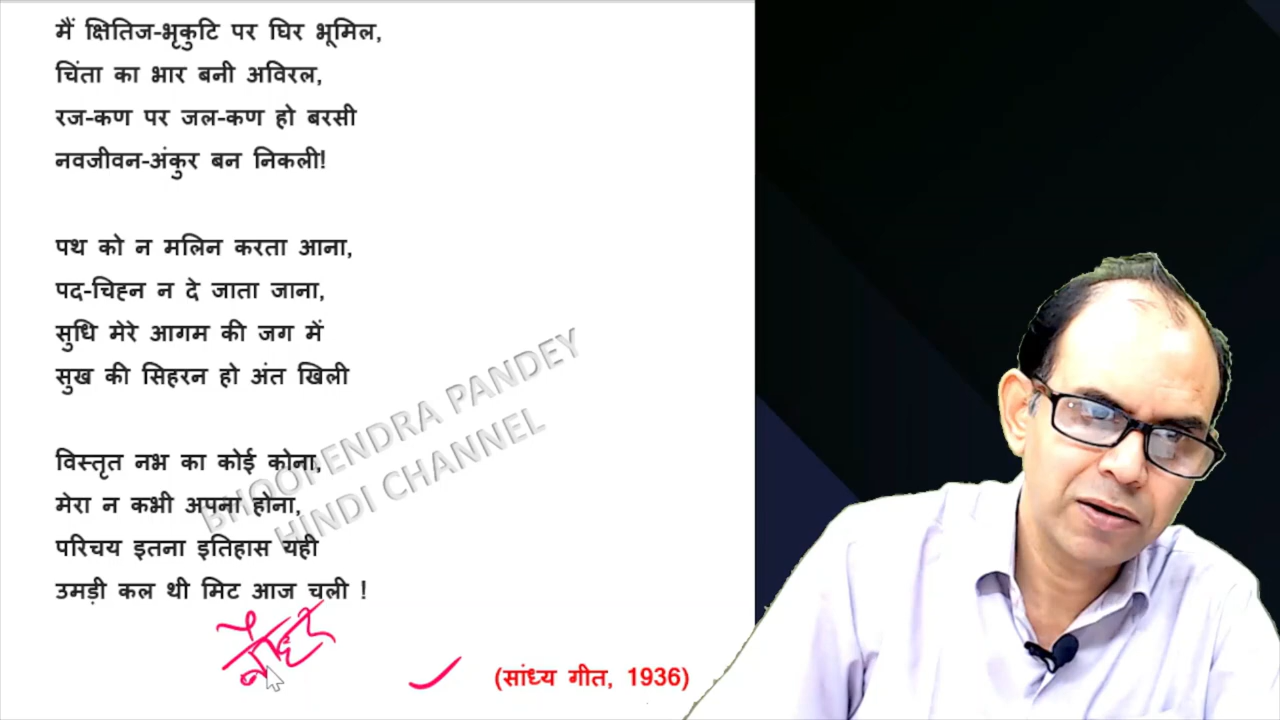 मैं क्षितिज-भृकुटि पर घिर भूमिल,
चिंता का भार बनी अविरल,
रज-कण पर जल-कण हो बरसी
नवजीवन-अंकुर बन निकली!
पथ को न मलिन करता आना,
पद-चिह्न न दे जाता जाना,
सुधि मेरे आगम की जग में
सुख की सिहरन हो अंत खिली
विस्तृत नभ का कोई कोना,
मेरा न कभी अपना होना,
परिचय इतना इतिहास यही
उमड़ी कल थी मिट आज चली !
(सांध्य गीत, 1936)
BHOOPENDRA PANDEY
HINDI CHANNEL